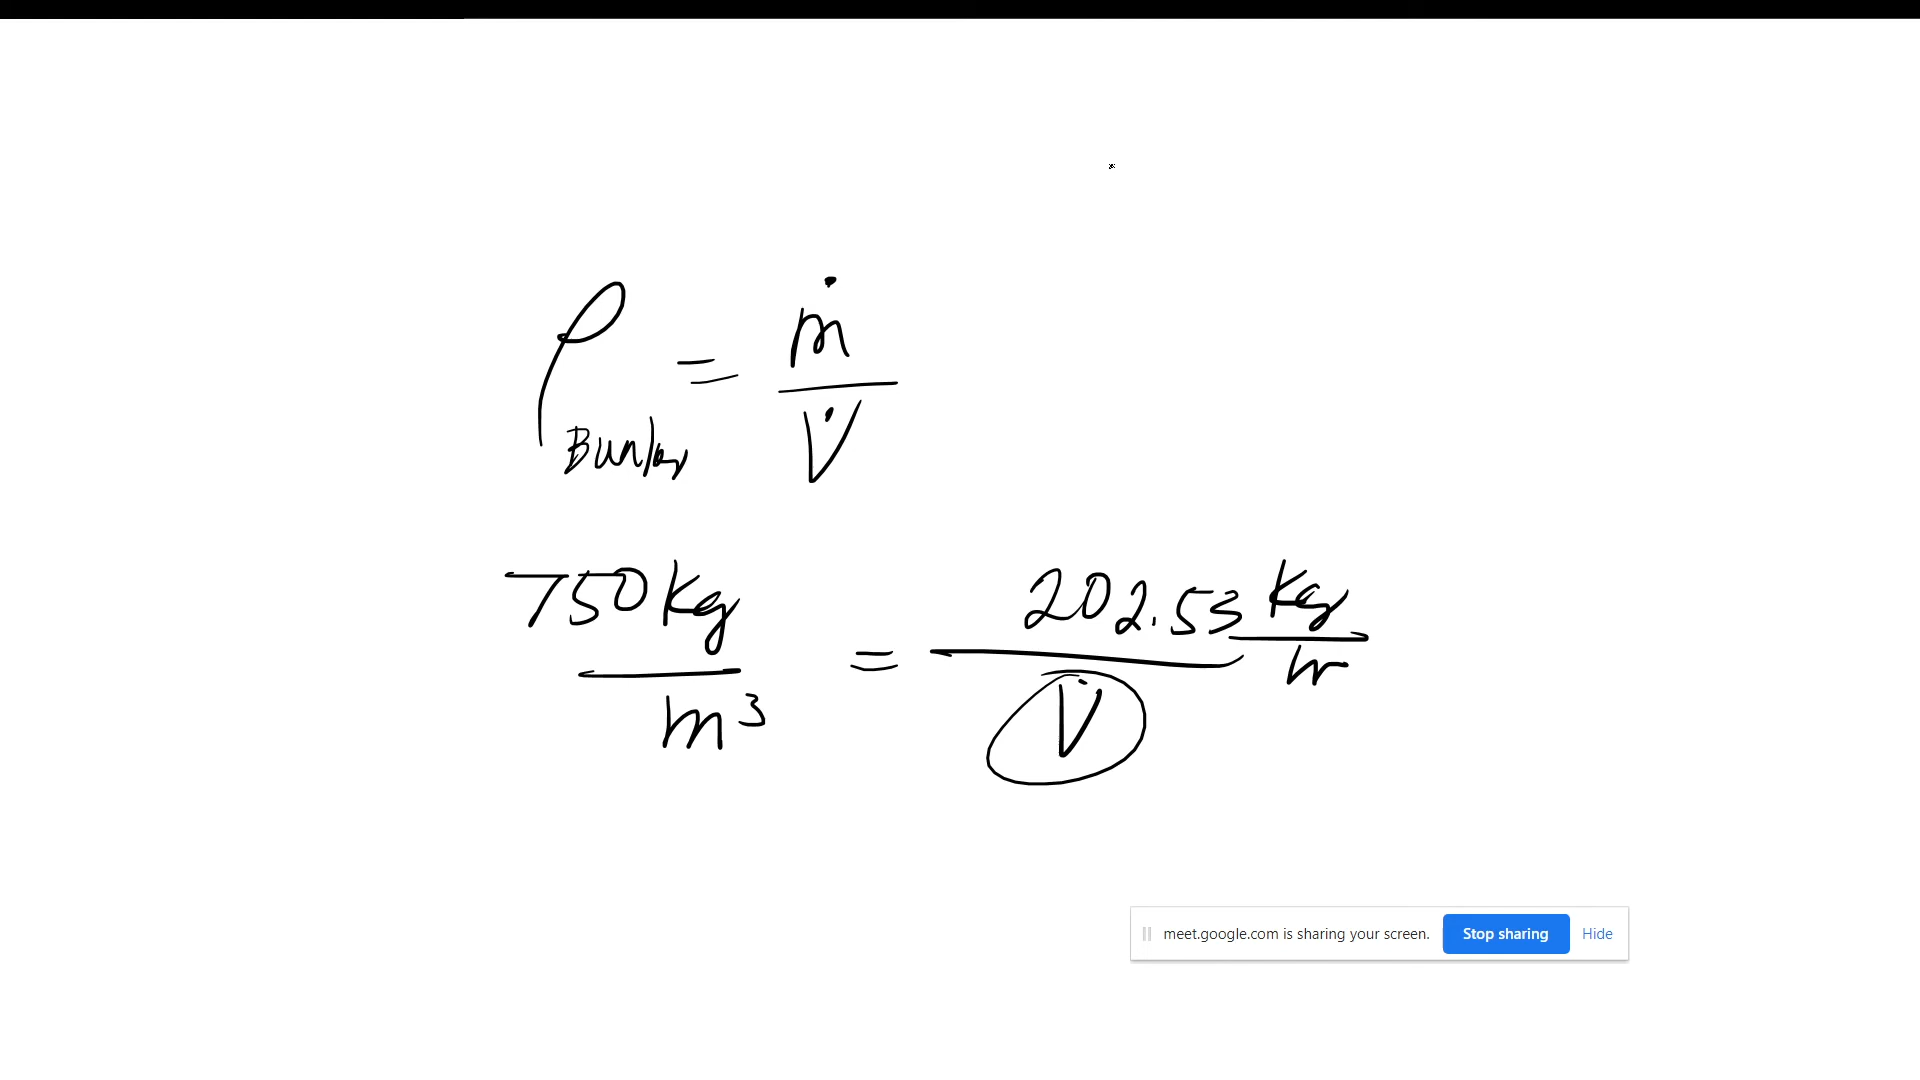 ρ Bunker = ṁ / V̇
750 kg / m³ = 202.53 kg/hr / V̇
meet.google.com is sharing your screen. Stop sharing Hide